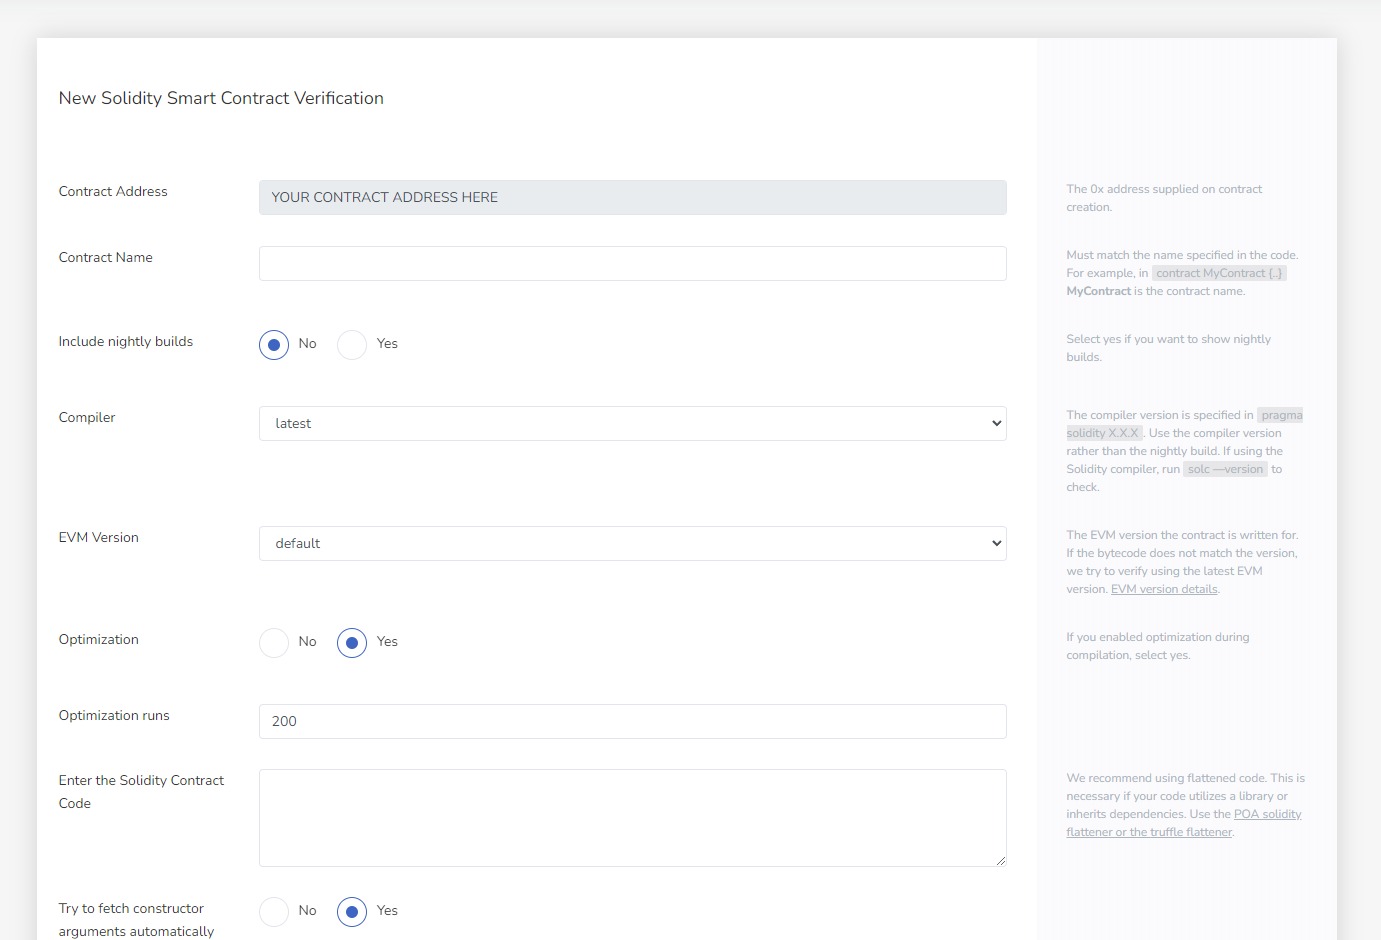 New Solidity Smart Contract Verification
Contract Address
YOUR CONTRACT ADDRESS HERE
The 0x address supplied on contract
creation.
Contract Name
Must match the name specified in the code.
For example, in contract MyContract {..}
MyContract is the contract name.
Include nightly builds
No
Yes
Select yes if you want to show nightly
builds.
Compiler
latest
The compiler version is specified in pragma
solidity X.X.X . Use the compiler version
rather than the nightly build. If using the
Solidity compiler, run solc —version to
check.
EVM Version
default
The EVM version the contract is written for.
If the bytecode does not match the version,
we try to verify using the latest EVM
version. EVM version details.
Optimization
No
Yes
If you enabled optimization during
compilation, select yes.
Optimization runs
200
Enter the Solidity Contract
Code
We recommend using flattened code. This is
necessary if your code utilizes a library or
inherits dependencies. Use the POA solidity
flattener or the truffle flattener.
Try to fetch constructor
arguments automatically
No
Yes